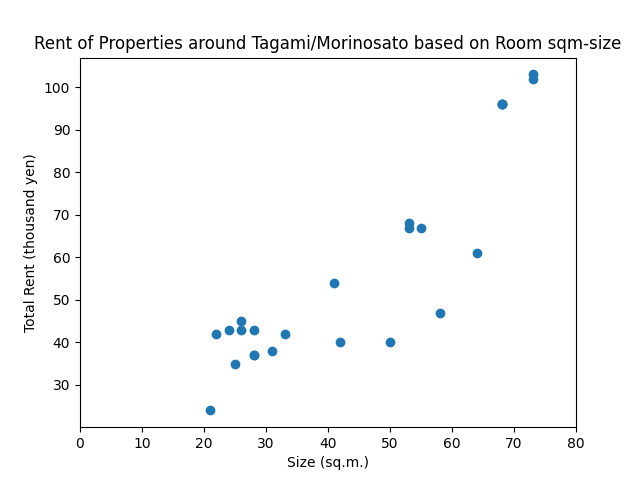 Rent of Properties around Tagami/Morinosato based on Room sqm-size
100
90
80
70
60
50
40
30
Total Rent (thousand yen)
0 10 20 30 40 50 60 70 80
Size (sq.m.)